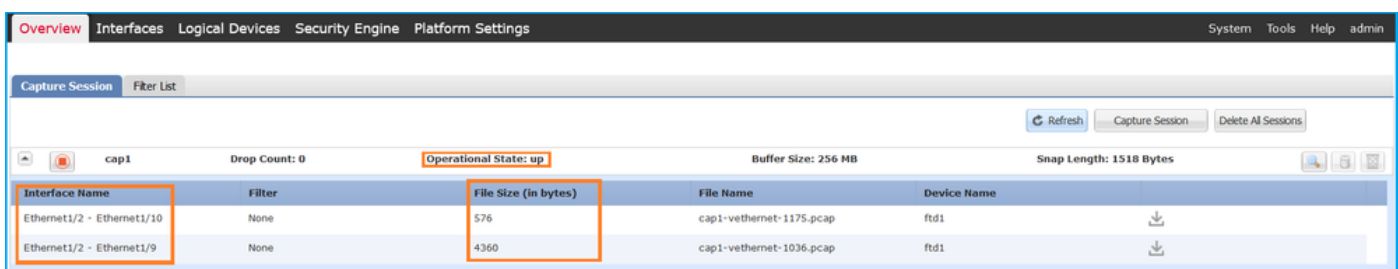 Overview Interfaces Logical Devices Security Engine Platform Settings System Tools Help admin
Capture Session Filter List
Refresh Capture Session Delete All Sessions
cap1 Drop Count: 0 Operational State: up Buffer Size: 256 MB Snap Length: 1518 Bytes
Interface Name Filter File Size (in bytes) File Name Device Name
Ethernet1/2 - Ethernet1/10 None 576 cap1-vethernet-1175.pcap ftd1
Ethernet1/2 - Ethernet1/9 None 4360 cap1-vethernet-1036.pcap ftd1